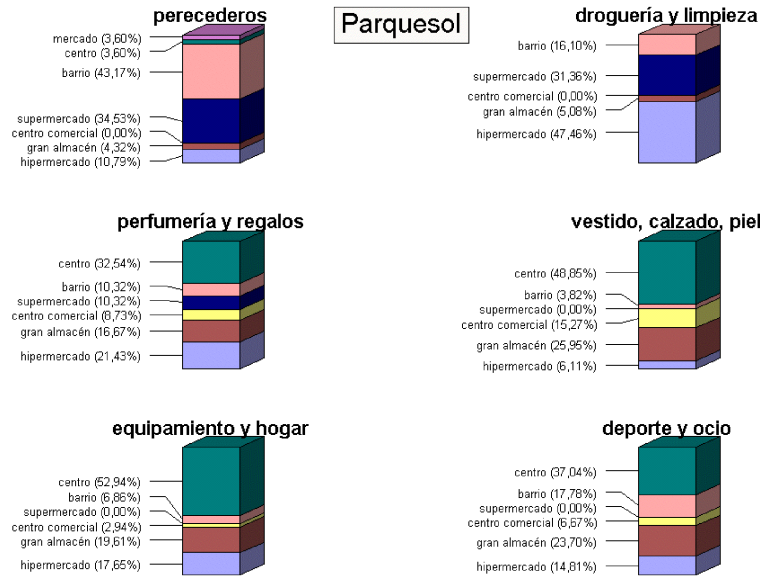 Parquesol
perecederos
mercado (3,60%)
centro (3,60%)
barrio (43,17%)
supermercado (34,53%)
centro comercial (0,00%)
gran almacén (4,32%)
hipermercado (10,79%)
droguería y limpieza
barrio (16,10%)
supermercado (31,36%)
centro comercial (0,00%)
gran almacén (5,08%)
hipermercado (47,46%)
perfumería y regalos
centro (32,54%)
barrio (10,32%)
supermercado (10,32%)
centro comercial (8,73%)
gran almacén (16,67%)
hipermercado (21,43%)
vestido, calzado, piel
centro (48,85%)
barrio (3,82%)
supermercado (0,00%)
centro comercial (15,27%)
gran almacén (25,95%)
hipermercado (6,11%)
equipamiento y hogar
centro (52,94%)
barrio (6,86%)
supermercado (0,00%)
centro comercial (2,94%)
gran almacén (19,61%)
hipermercado (17,65%)
deporte y ocio
centro (37,04%)
barrio (17,78%)
supermercado (0,00%)
centro comercial (6,67%)
gran almacén (23,70%)
hipermercado (14,81%)